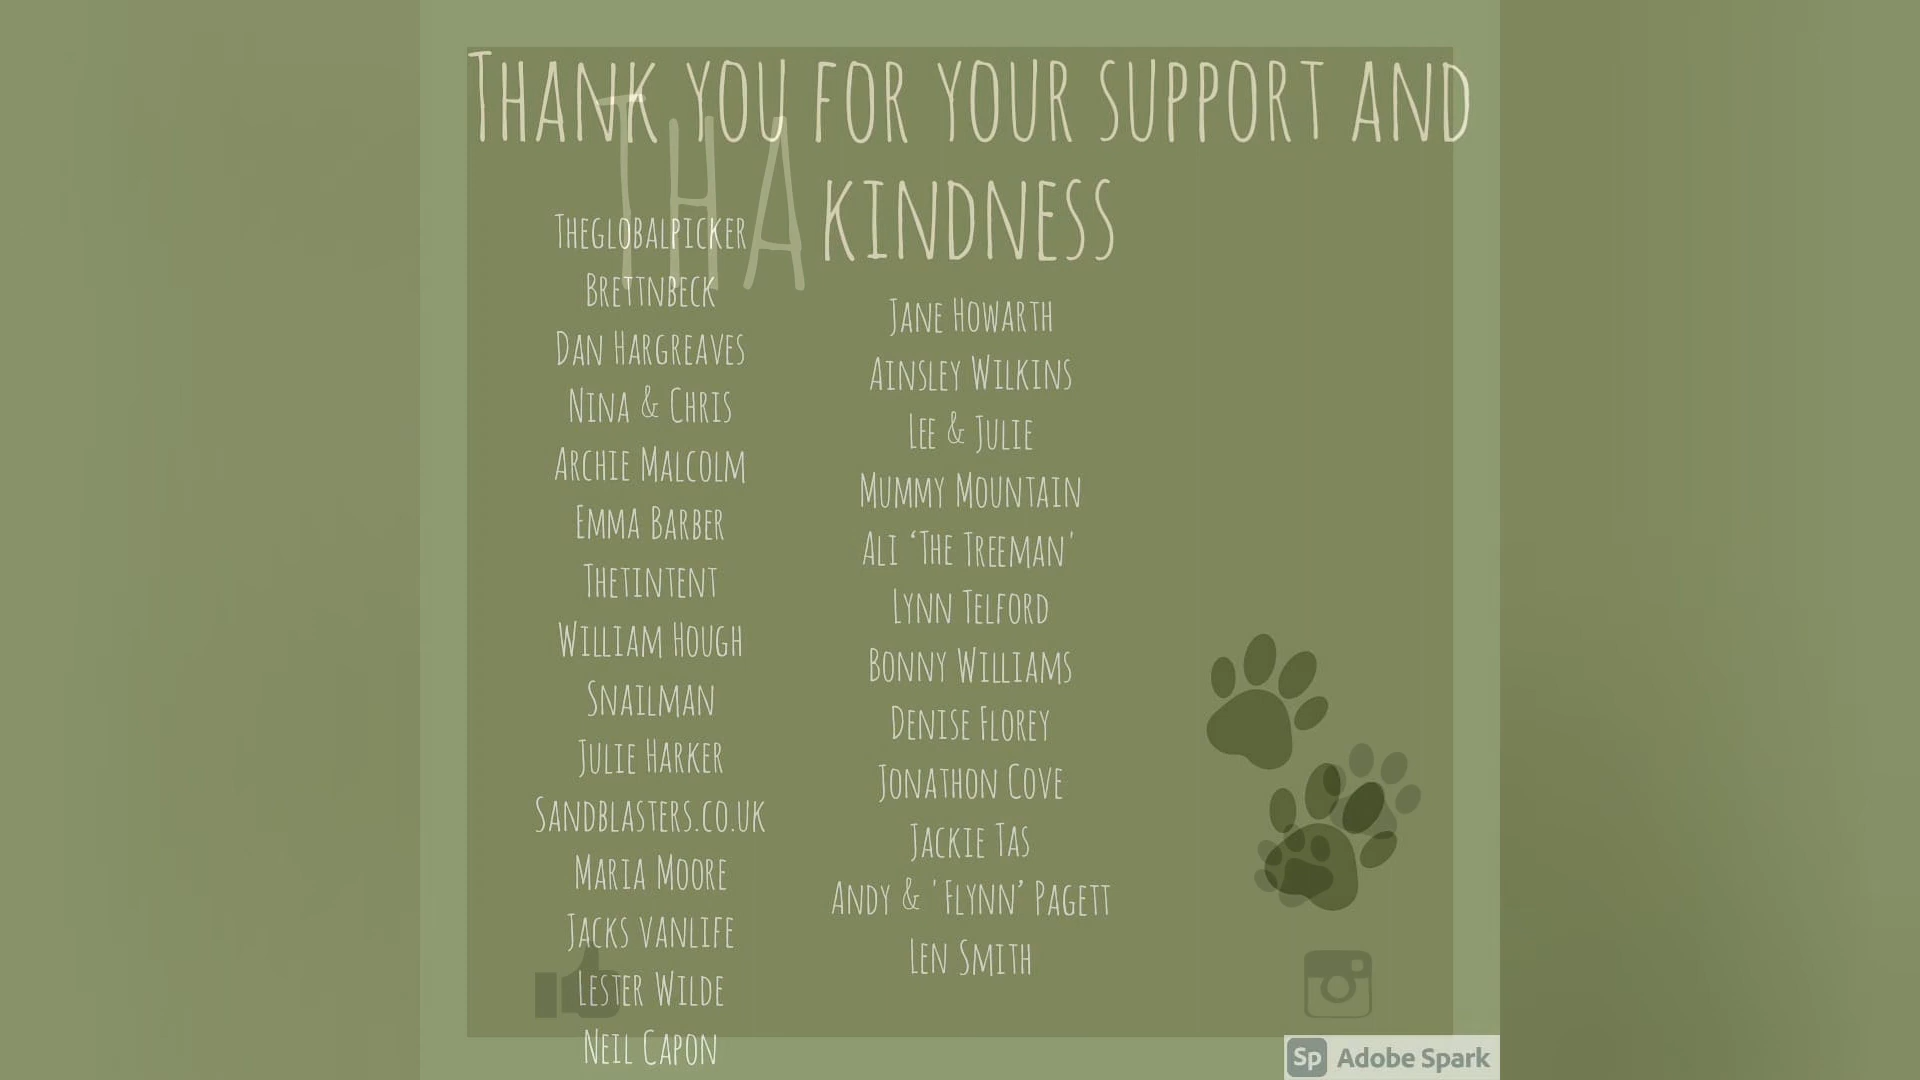 Thank you for your support and
kindness
THA
Theglobalpicker
Brettnbeck
Dan Hargreaves
Nina & Chris
Archie Malcolm
Emma Barber
Thetintent
William Hough
Snailman
Julie Harker
Sandblasters.co.uk
Maria Moore
Jacks vanlife
Lester Wilde
Neil Capon
Jane Howarth
Ainsley Wilkins
Lee & Julie
Mummy Mountain
Ali ‘The Treeman'
Lynn Telford
Bonny Williams
Denise Florey
Jonathon Cove
Jackie Tas
Andy & 'Flynn’ Pagett
Len Smith
Sp Adobe Spark